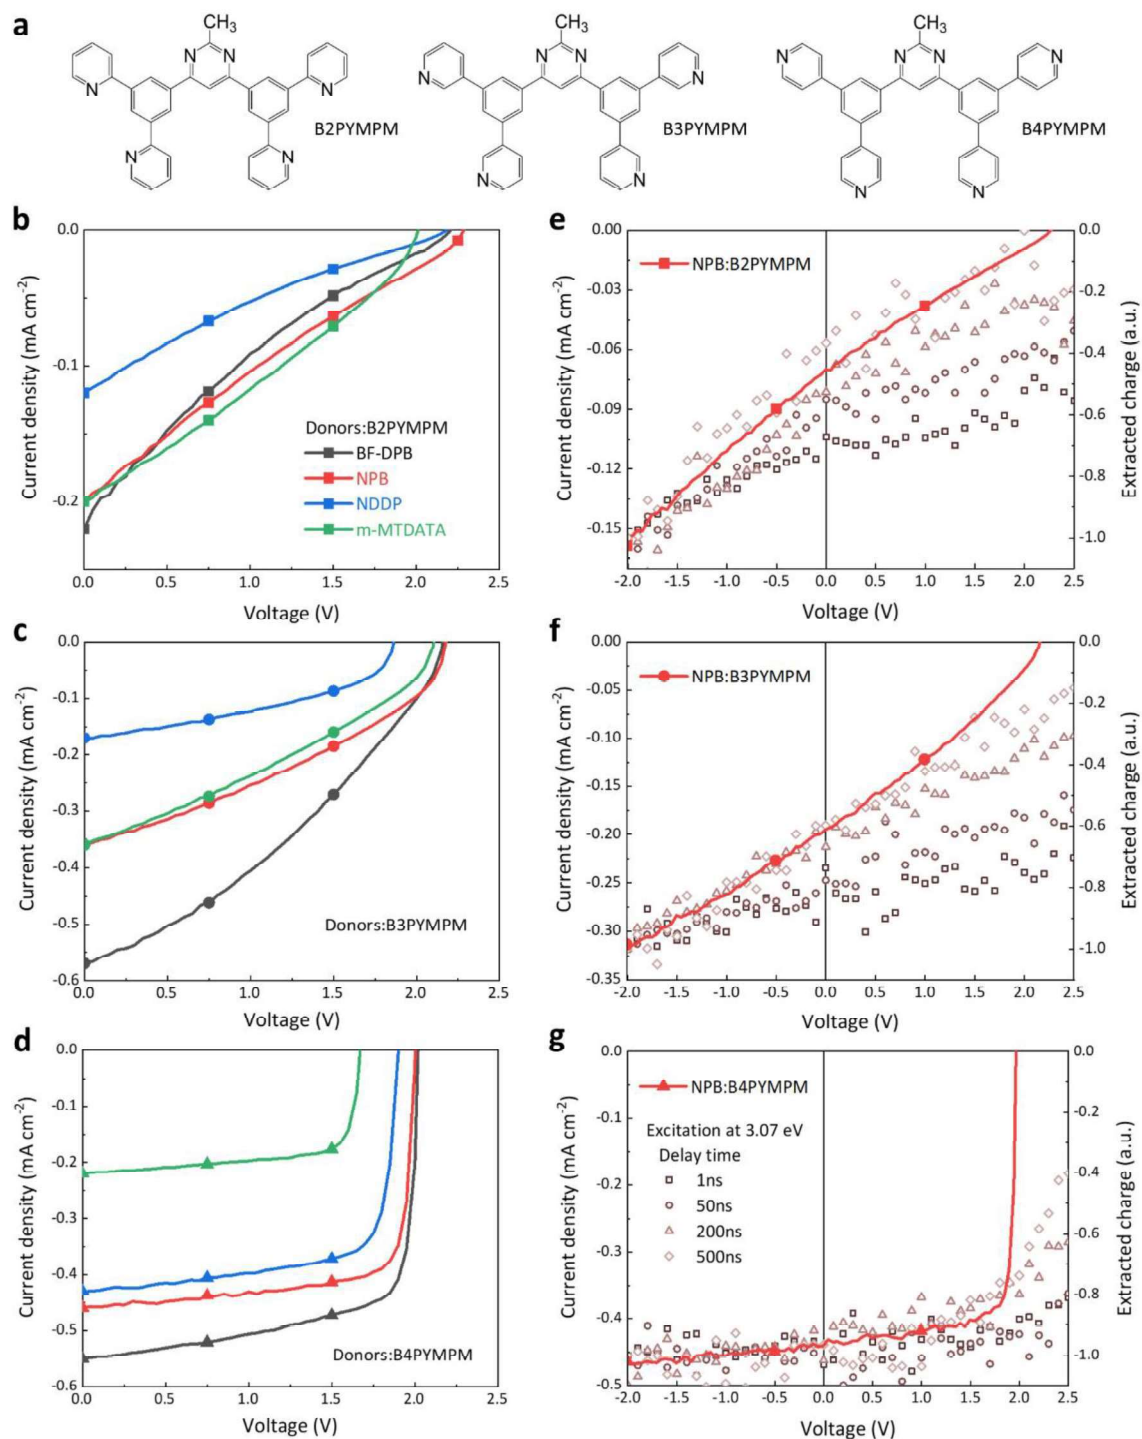 a
CH₃
N N
N N
B2PYMPM
N N
CH₃
N N
N N
B3PYMPM
N N
CH₃
N N
N N
B4PYMPM
N N
b
Current density (mA cm⁻²)
0.0
-0.1
-0.2
Donors:B2PYMPM
BF-DPB
NPB
NDDP
m-MTDATA
0.0 0.5 1.0 1.5 2.0 2.5
Voltage (V)
e
Current density (mA cm⁻²)
0.00
-0.03
-0.06
-0.09
-0.12
-0.15
NPB:B2PYMPM
0.0
-0.2
-0.4
-0.6
-0.8
-1.0
Extracted charge (a.u.)
-2.0 -1.5 -1.0 -0.5 0.0 0.5 1.0 1.5 2.0 2.5
Voltage (V)
c
Current density (mA cm⁻²)
0.0
-0.1
-0.2
-0.3
-0.4
-0.5
-0.6
Donors:B3PYMPM
0.0 0.5 1.0 1.5 2.0 2.5
Voltage (V)
f
Current density (mA cm⁻²)
0.00
-0.05
-0.10
-0.15
-0.20
-0.25
-0.30
-0.35
NPB:B3PYMPM
0.0
-0.2
-0.4
-0.6
-0.8
-1.0
Extracted charge (a.u.)
-2.0 -1.5 -1.0 -0.5 0.0 0.5 1.0 1.5 2.0 2.5
Voltage (V)
d
Current density (mA cm⁻²)
0.0
-0.1
-0.2
-0.3
-0.4
-0.5
-0.6
Donors:B4PYMPM
0.0 0.5 1.0 1.5 2.0 2.5
Voltage (V)
g
Current density (mA cm⁻²)
0.0
-0.1
-0.2
-0.3
-0.4
-0.5
NPB:B4PYMPM
Excitation at 3.07 eV
Delay time
1ns
50ns
200ns
500ns
0.0
-0.2
-0.4
-0.6
-0.8
-1.0
Extracted charge (a.u.)
-2.0 -1.5 -1.0 -0.5 0.0 0.5 1.0 1.5 2.0 2.5
Voltage (V)